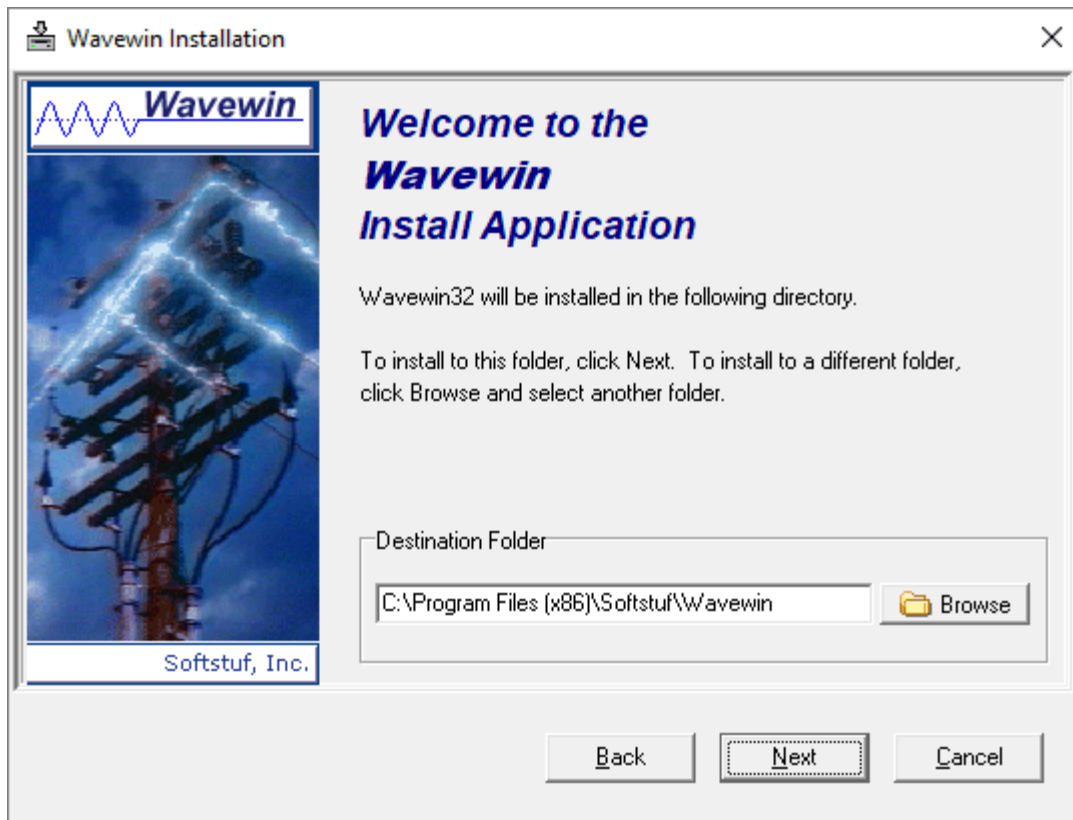 Wavewin Installation
Wavewin
Welcome to the
Wavewin
Install Application
Wavewin32 will be installed in the following directory.
To install to this folder, click Next.  To install to a different folder,
click Browse and select another folder.
Destination Folder
C:\Program Files (x86)\Softstuf\Wavewin
Browse
Softstuf, Inc.
Back
Next
Cancel